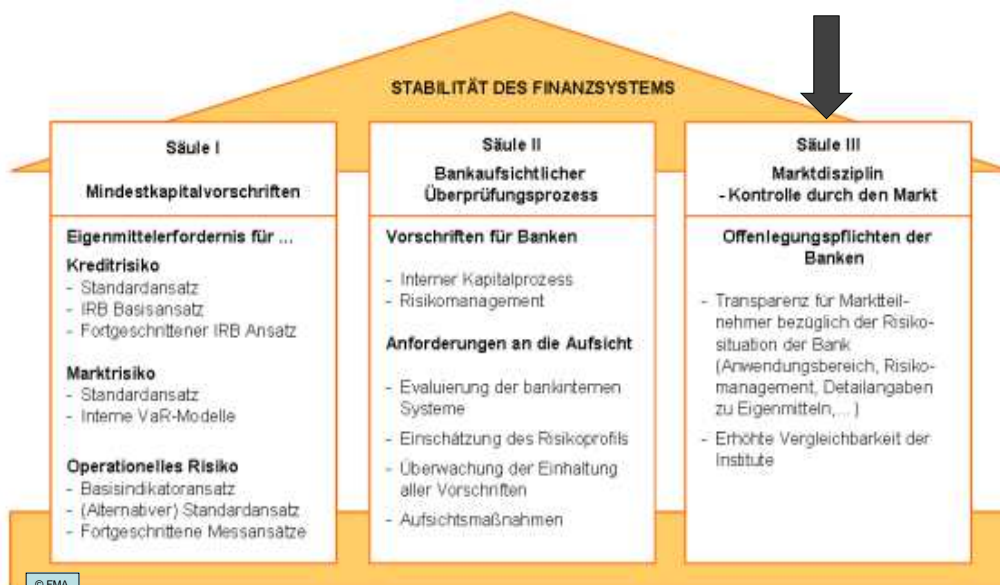 STABILITÄT DES FINANZSYSTEMS
Säule I
Mindestkapitalvorschriften
Eigenmittelerfordernis für ...
Kreditrisiko
- Standardansatz
- IRB Basisansatz
- Fortgeschrittener IRB Ansatz
Marktrisiko
- Standardansatz
- Interne VaR-Modelle
Operationelles Risiko
- Basisindikatoransatz
- (Alternativer) Standardansatz
- Fortgeschrittene Messansätze
Säule II
Bankaufsichtlicher
Überprüfungsprozess
Vorschriften für Banken
- Interner Kapitalprozess
- Risikomanagement
Anforderungen an die Aufsicht
- Evaluierung der bankinternen
Systeme
- Einschätzung des Risikoprofils
- Überwachung der Einhaltung
aller Vorschriften
- Aufsichtsmaßnahmen
Säule III
Marktdisziplin
- Kontrolle durch den Markt
Offenlegungspflichten der
Banken
- Transparenz für Marktteil-
nehmer bezüglich der Risiko-
situation der Bank
(Anwendungsbereich, Risiko-
management, Detailangaben
zu Eigenmitteln,... )
- Erhöhte Vergleichbarkeit der
Institute
© FMA